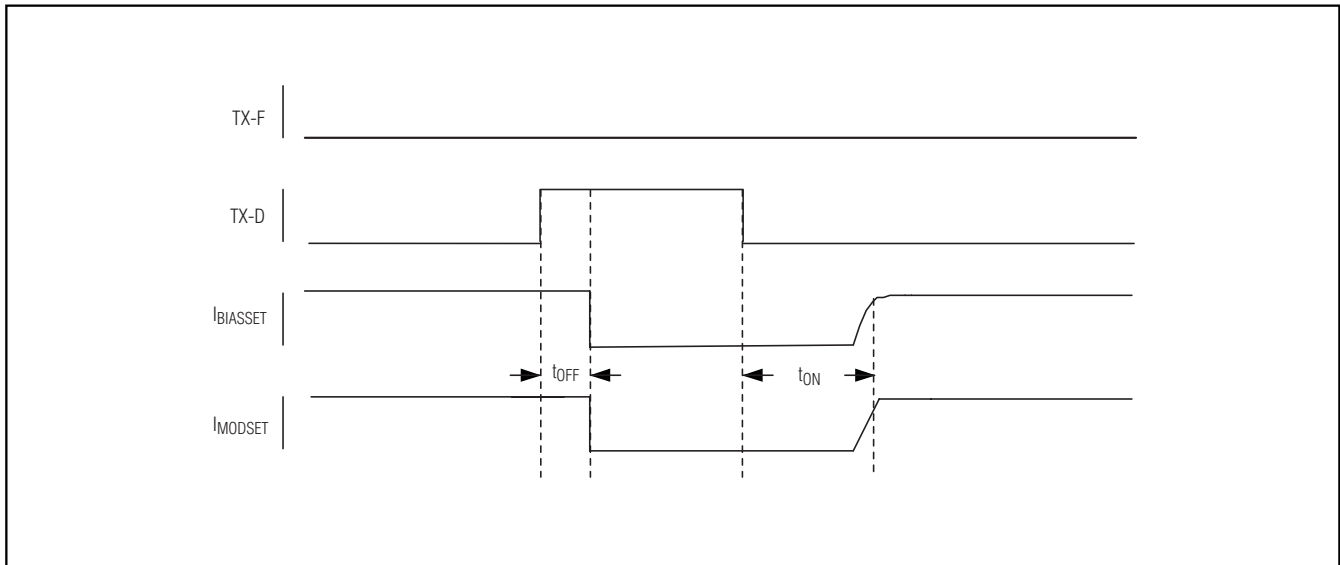 TX-F
TX-D
IBIASSET
tOFF
tON
IMODSET